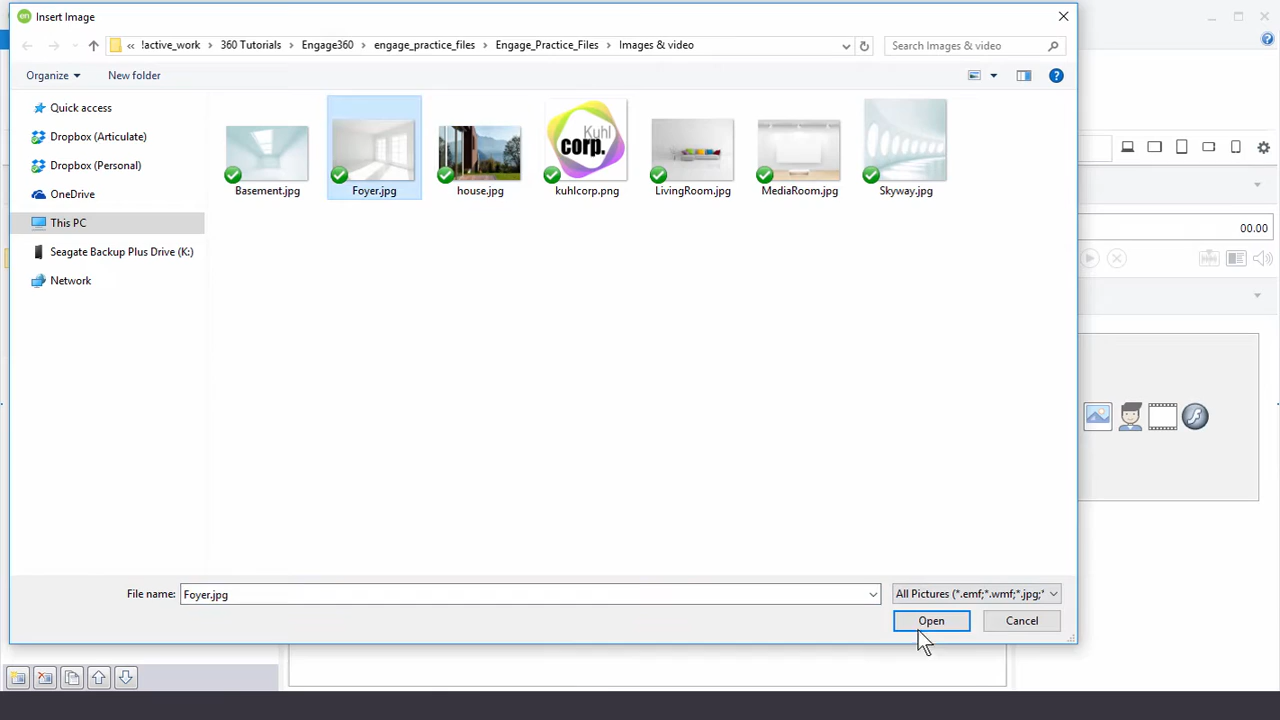 en Insert Image
« !active_work › 360 Tutorials › Engage360 › engage_practice_files › Engage_Practice_Files › Images & video
Search Images & video
Organize
New folder
Quick access
Dropbox (Articulate)
Dropbox (Personal)
OneDrive
This PC
Seagate Backup Plus Drive (K:)
Network
Kuhl
corp.
Basement.jpg
Foyer.jpg
house.jpg
kuhlcorp.png
LivingRoom.jpg
MediaRoom.jpg
Skyway.jpg
00.00
File name:
Foyer.jpg
All Pictures (*.emf;*.wmf;*.jpg;*
Open
Cancel